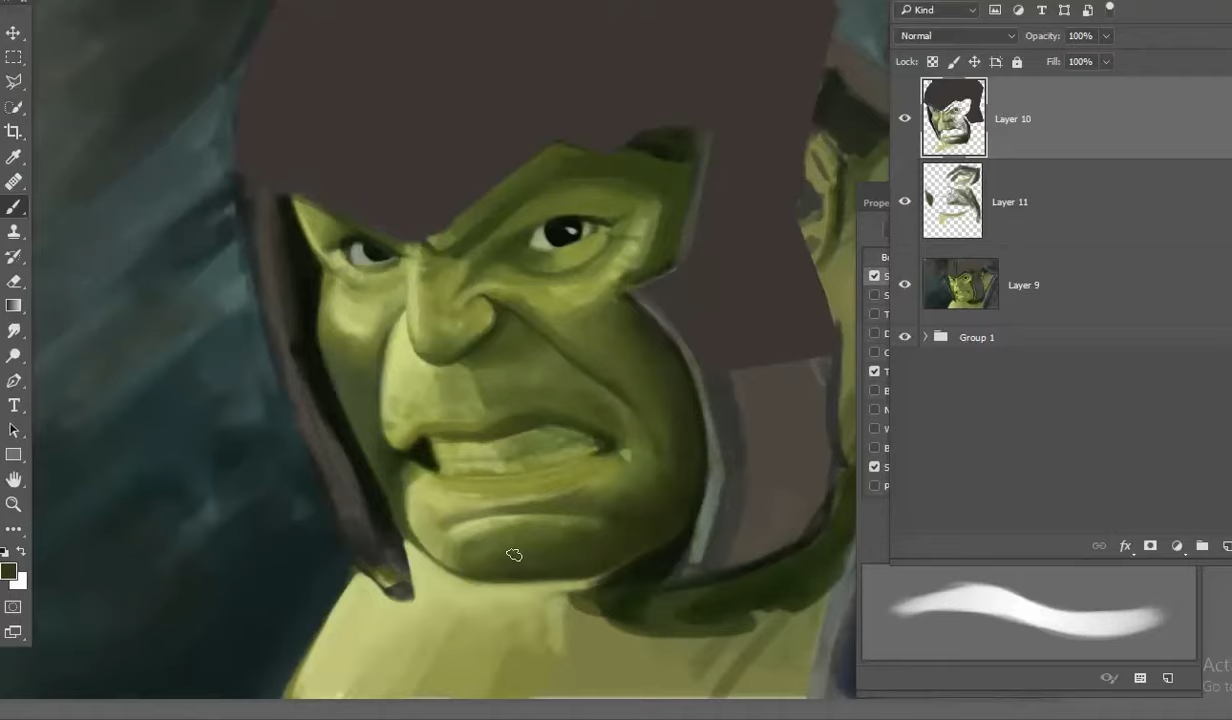 Kind
Normal
Opacity: 100%
Lock:
Fill: 100%
Layer 10
Layer 11
Layer 9
Group 1
Prope
B
S
S
T
D
C
T
B
N
W
B
S
P
fx
Act
Go to